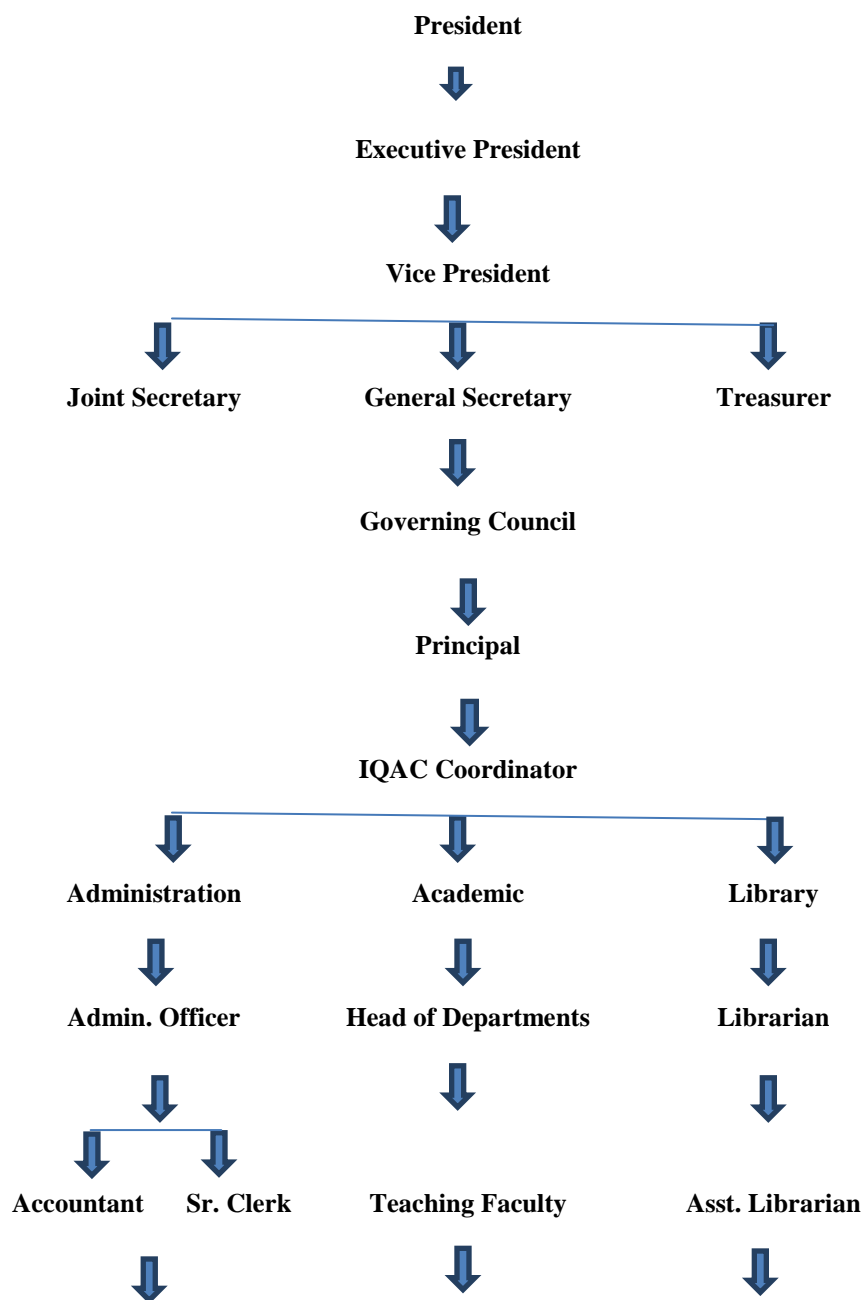 President
Executive President
Vice President
Joint Secretary General Secretary Treasurer
Governing Council
Principal
IQAC Coordinator
Administration Academic Library
Admin. Officer Head of Departments Librarian
Accountant Sr. Clerk Teaching Faculty Asst. Librarian